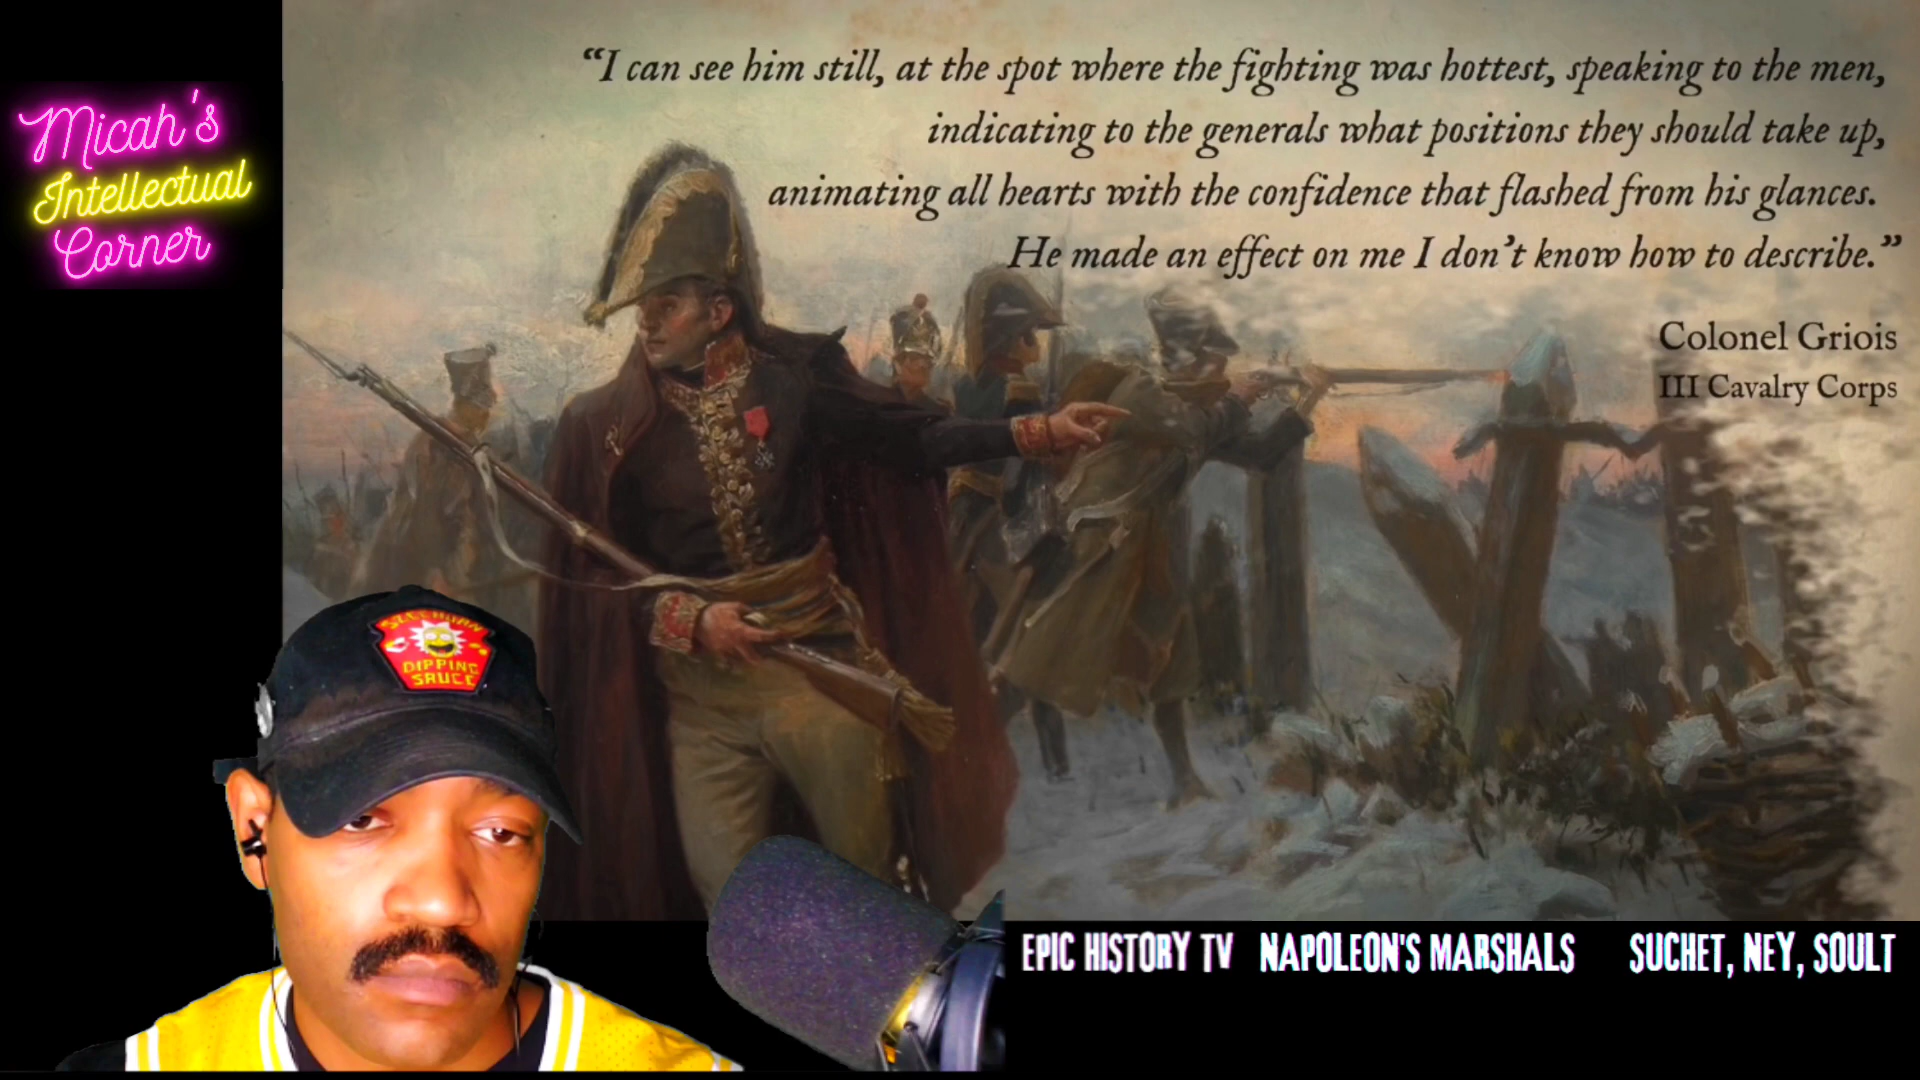 Micah's
Intellectual
Corner
“I can see him still, at the spot where the fighting was hottest, speaking to the men,
indicating to the generals what positions they should take up,
animating all hearts with the confidence that flashed from his glances.
He made an effect on me I don’t know how to describe.”
Colonel Griois
III Cavalry Corps
SZECHUAN
DIPPING
SAUCE
EPIC HISTORY TV NAPOLEON'S MARSHALS SUCHET, NEY, SOULT